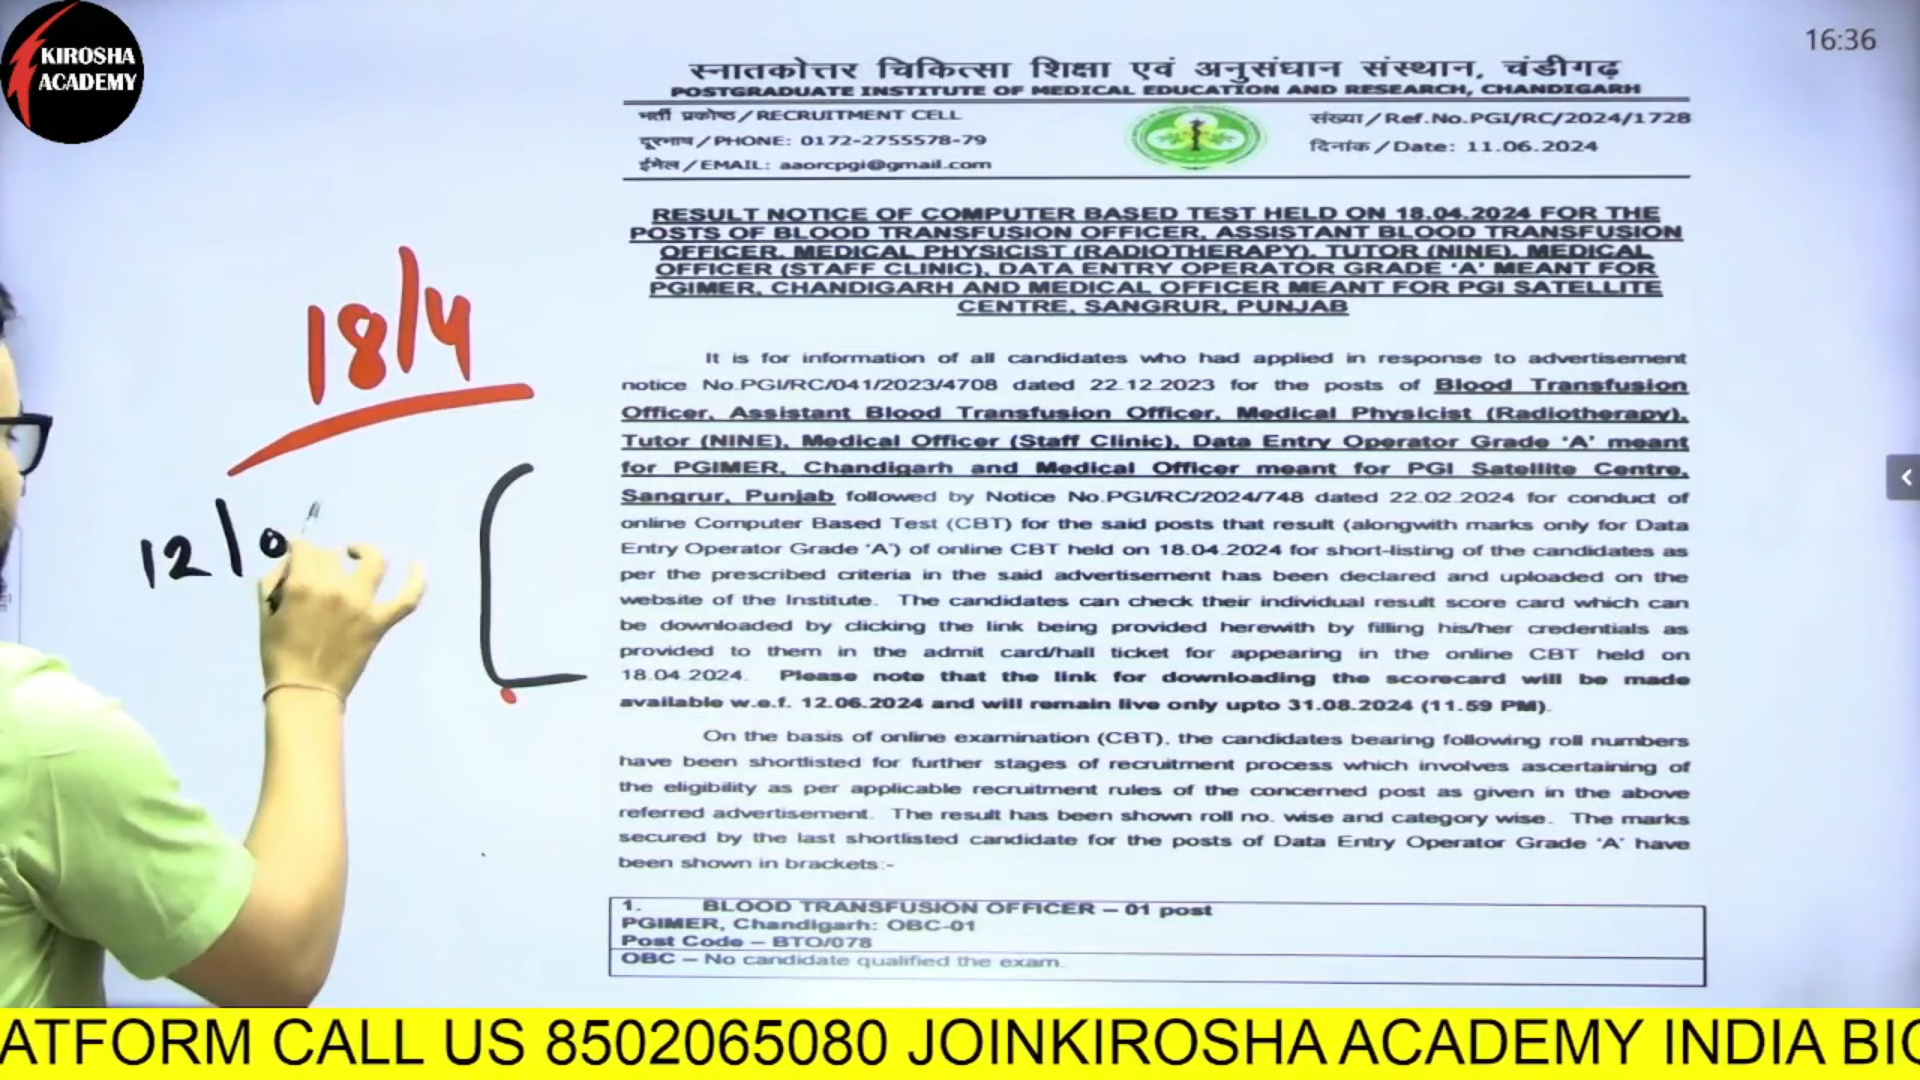 KIROSHA
ACADEMY
16:36
स्नातकोत्तर चिकित्सा शिक्षा एवं अनुसंधान संस्थान, चंडीगढ़
POSTGRADUATE INSTITUTE OF MEDICAL EDUCATION AND RESEARCH, CHANDIGARH
भर्ती प्रकोष्ठ/RECRUITMENT CELL
दूरभाष/PHONE: 0172-2755578-79
ईमेल/EMAIL: aaorcpgi@gmail.com
संख्या/Ref.No.PGI/RC/2024/1728
दिनांक/Date: 11.06.2024
RESULT NOTICE OF COMPUTER BASED TEST HELD ON 18.04.2024 FOR THE
POSTS OF BLOOD TRANSFUSION OFFICER, ASSISTANT BLOOD TRANSFUSION
OFFICER, MEDICAL PHYSICIST (RADIOTHERAPY), TUTOR (NINE), MEDICAL
OFFICER (STAFF CLINIC), DATA ENTRY OPERATOR GRADE 'A' MEANT FOR
PGIMER, CHANDIGARH AND MEDICAL OFFICER MEANT FOR PGI SATELLITE
CENTRE, SANGRUR, PUNJAB
18/4
12/0
It is for information of all candidates who had applied in response to advertisement
notice No.PGI/RC/041/2023/4708 dated 22.12.2023 for the posts of Blood Transfusion
Officer, Assistant Blood Transfusion Officer, Medical Physicist (Radiotherapy),
Tutor (NINE), Medical Officer (Staff Clinic), Data Entry Operator Grade 'A' meant
for PGIMER, Chandigarh and Medical Officer meant for PGI Satellite Centre,
Sangrur, Punjab followed by Notice No.PGI/RC/2024/748 dated 22.02.2024 for conduct of
online Computer Based Test (CBT) for the said posts that result (alongwith marks only for Data
Entry Operator Grade 'A') of online CBT held on 18.04.2024 for short-listing of the candidates as
per the prescribed criteria in the said advertisement has been declared and uploaded on the
website of the Institute. The candidates can check their individual result score card which can
be downloaded by clicking the link being provided herewith by filling his/her credentials as
provided to them in the admit card/hall ticket for appearing in the online CBT held on
18.04.2024. Please note that the link for downloading the scorecard will be made
available w.e.f. 12.06.2024 and will remain live only upto 31.08.2024 (11.59 PM).
On the basis of online examination (CBT), the candidates bearing following roll numbers
have been shortlisted for further stages of recruitment process which involves ascertaining of
the eligibility as per applicable recruitment rules of the concerned post as given in the above
referred advertisement. The result has been shown roll no. wise and category wise. The marks
secured by the last shortlisted candidate for the posts of Data Entry Operator Grade 'A' have
been shown in brackets:-
1. BLOOD TRANSFUSION OFFICER – 01 post
PGIMER, Chandigarh: OBC-01
Post Code – BTO/078
OBC – No candidate qualified the exam.
ATFORM CALL US 8502065080 JOINKIROSHA ACADEMY INDIA BIG